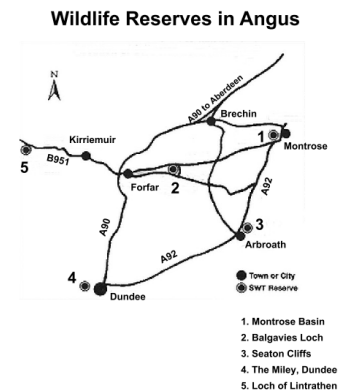 Wildlife Reserves in Angus
N
A90 to Aberdeen
Brechin
1
Montrose
Kirriemuir
5
B951
Forfar
2
A92
A90
3
Arbroath
A92
4
Dundee
Town or City
SWT Reserve
1. Montrose Basin
2. Balgavies Loch
3. Seaton Cliffs
4. The Miley, Dundee
5. Loch of Lintrathen